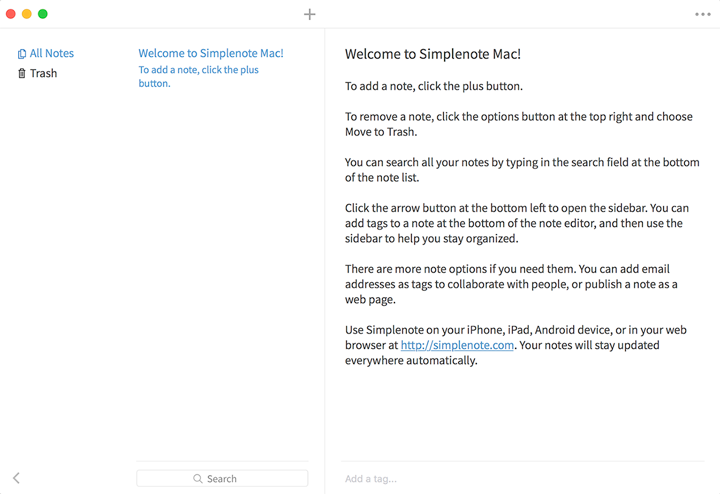 All Notes
Trash
Welcome to Simplenote Mac!
To add a note, click the plus
button.
Search
Welcome to Simplenote Mac!
To add a note, click the plus button.
To remove a note, click the options button at the top right and choose
Move to Trash.
You can search all your notes by typing in the search field at the bottom
of the note list.
Click the arrow button at the bottom left to open the sidebar. You can
add tags to a note at the bottom of the note editor, and then use the
sidebar to help you stay organized.
There are more note options if you need them. You can add email
addresses as tags to collaborate with people, or publish a note as a
web page.
Use Simplenote on your iPhone, iPad, Android device, or in your web
browser at http://simplenote.com. Your notes will stay updated
everywhere automatically.
Add a tag...